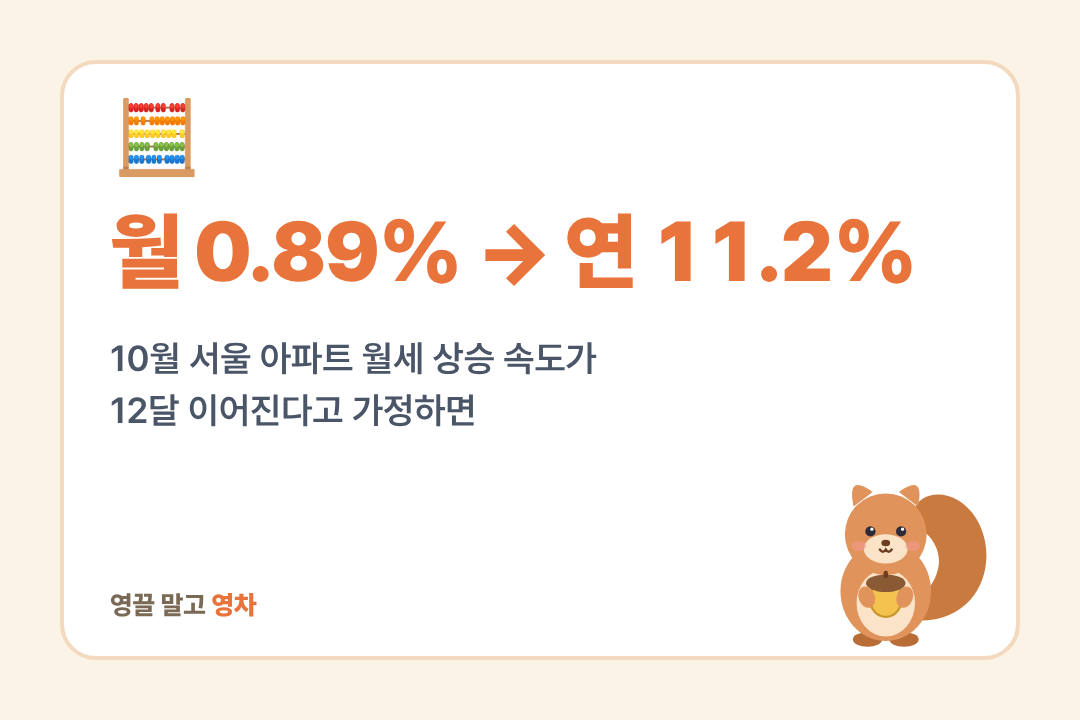 월 0.89% → 연 11.2%
10월 서울 아파트 월세 상승 속도가
12달 이어진다고 가정하면
영끌 말고 영차